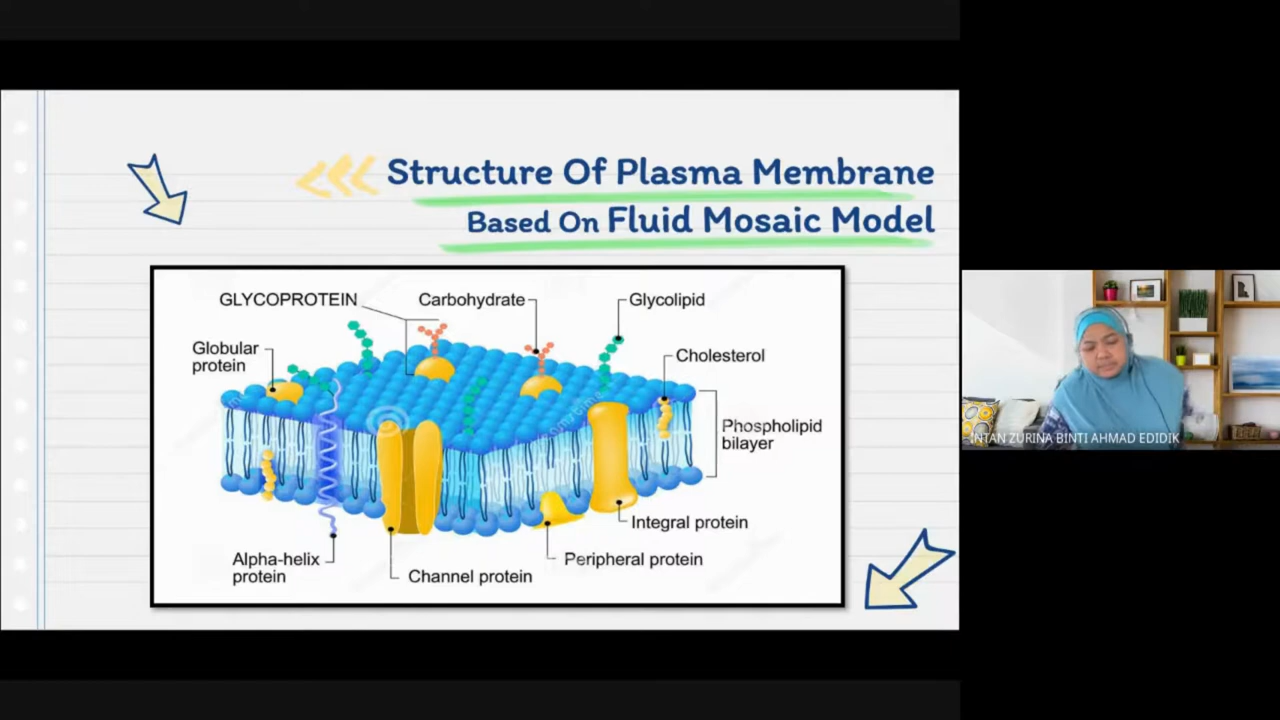 Structure Of Plasma Membrane
Based On Fluid Mosaic Model
GLYCOPROTEIN
Carbohydrate
Glycolipid
Globular
protein
Cholesterol
Phospholipid
bilayer
Integral protein
Alpha-helix
protein
Peripheral protein
Channel protein
INTAN ZURINA BINTI AHMAD EDIDIK